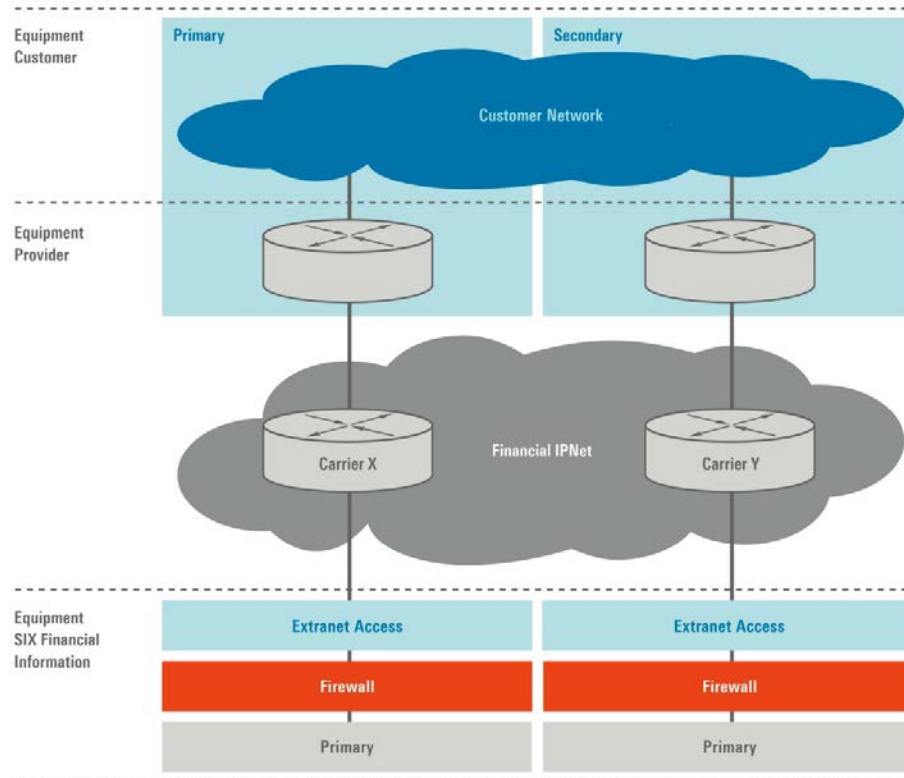 Equipment
Customer
Primary
Secondary
Customer Network
Equipment
Provider
Carrier X
Financial IPNet
Carrier Y
Equipment
SIX Financial
Information
Extranet Access
Extranet Access
Firewall
Firewall
Primary
Primary